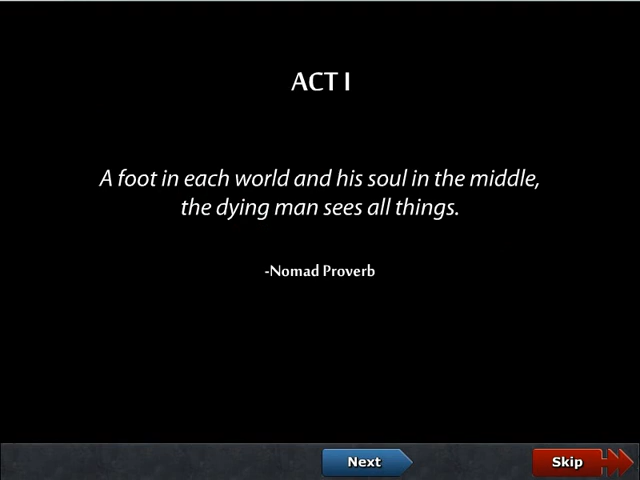 ACT I
A foot in each world and his soul in the middle,
the dying man sees all things.
-Nomad Proverb
Next
Skip